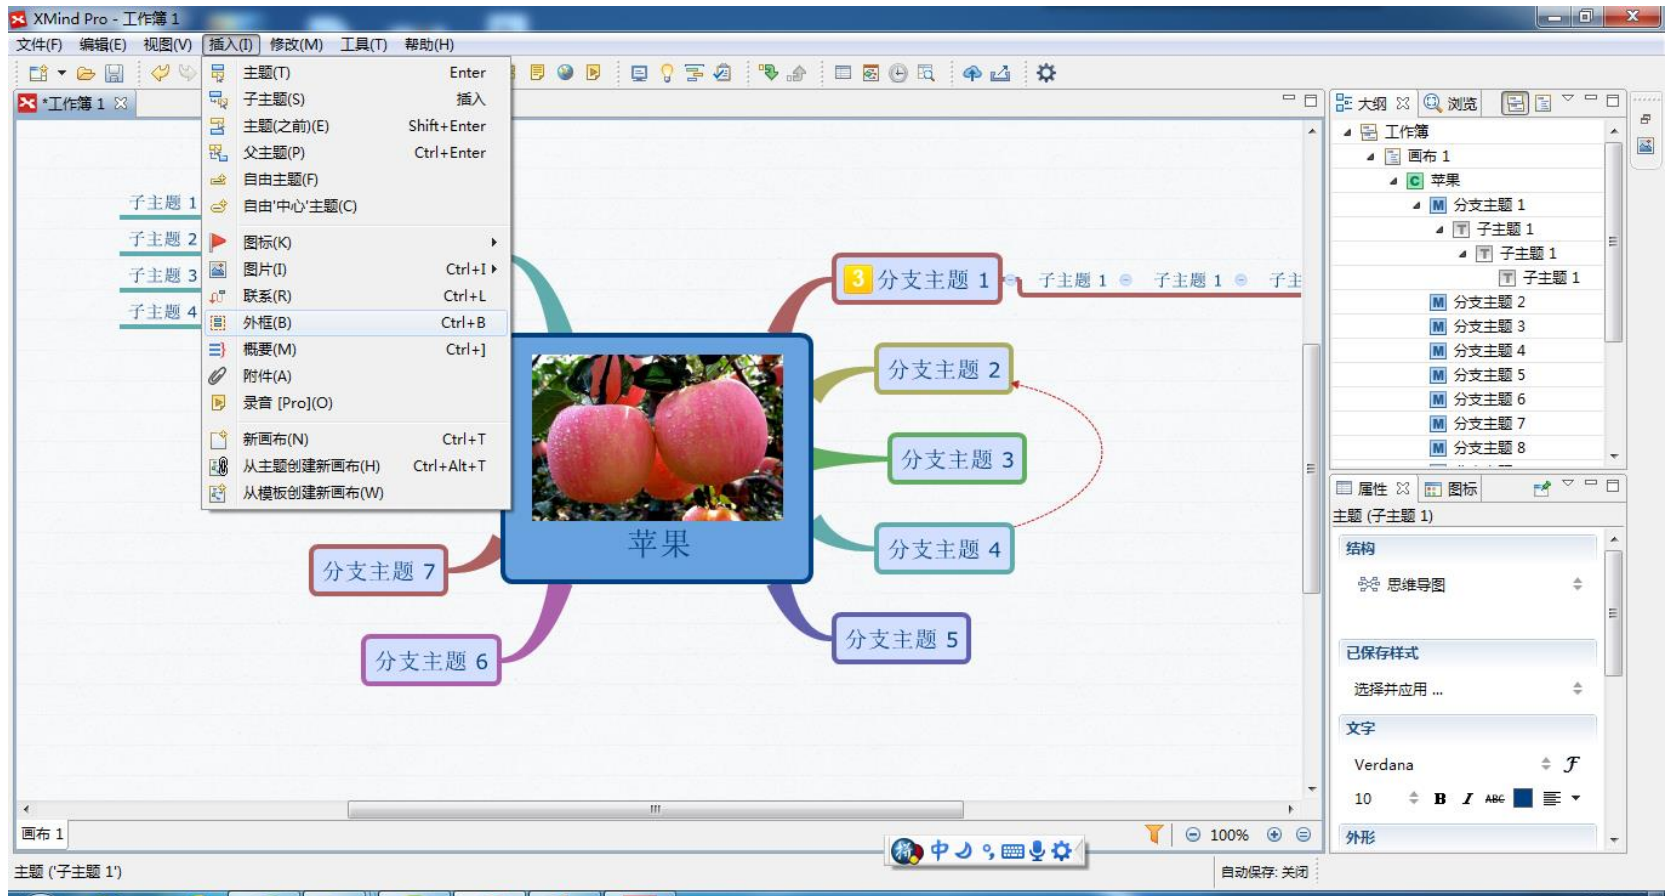 XMind Pro - 工作簿 1
文件(F) 编辑(E) 视图(V) 插入(I) 修改(M) 工具(T) 帮助(H)
*工作簿 1
主题(T) Enter
子主题(S) 插入
主题(之前)(E) Shift+Enter
父主题(P) Ctrl+Enter
自由主题(F)
自由'中心'主题(C)
图标(K)
图片(I) Ctrl+I
联系(R) Ctrl+L
外框(B) Ctrl+B
概要(M) Ctrl+]
附件(A)
录音 [Pro](O)
新画布(N) Ctrl+T
从主题创建新画布(H) Ctrl+Alt+T
从模板创建新画布(W)
子主题 1
子主题 2
子主题 3
子主题 4
3 分支主题 1 子主题 1 子主题 1 子主
分支主题 2
分支主题 3
分支主题 4
分支主题 5
分支主题 6
分支主题 7
苹果
大纲 浏览
工作簿
画布 1
C 苹果
M 分支主题 1
T 子主题 1
T 子主题 1
T 子主题 1
M 分支主题 2
M 分支主题 3
M 分支主题 4
M 分支主题 5
M 分支主题 6
M 分支主题 7
M 分支主题 8
属性 图标
主题 (子主题 1)
结构
思维导图
已保存样式
选择并应用 ...
文字
Verdana
10 B I ABC
外形
画布 1
100%
拼 中
主题 ('子主题 1')
自动保存: 关闭